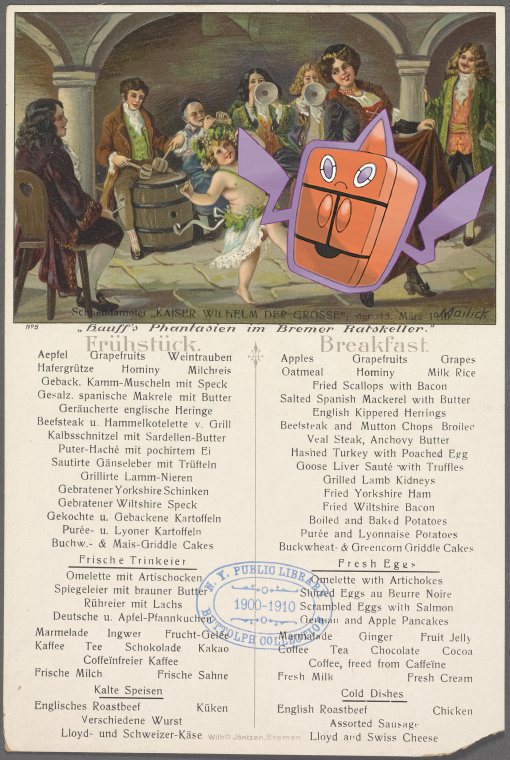 Mailick
Schnelldampfer „KAISER WILHELM DER GROSSE", den 13. März
Nº5
„Hauff's Phantasien im Bremer Ratskeller."
Frühstück.
Aepfel Grapefruits Weintrauben
Hafergrütze Hominy Milchreis
Geback. Kamm-Muscheln mit Speck
Gesalz. spanische Makrele mit Butter
Geräucherte englische Heringe
Beefsteak u. Hammelkotelette v. Grill
Kalbsschnitzel mit Sardellen-Butter
Puter-Haché mit pochirtem Ei
Sautirte Gänseleber mit Trüffeln
Grillirte Lamm-Nieren
Gebratener Yorkshire Schinken
Gebratener Wiltshire Speck
Gekochte u. Gebackene Kartoffeln
Purée- u. Lyoner Kartoffeln
Buchw.- & Mais-Griddle Cakes
Frische Trinkeier
Omelette mit Artischocken
Spiegeleier mit brauner Butter
Rühreier mit Lachs
Deutsche u. Apfel-Pfannkuchen
Marmelade Ingwer Frucht-Gelée
Kaffee Tee Schokolade Kakao
Coffeïnfreier Kaffee
Frische Milch Frische Sahne
Kalte Speisen
Englisches Roastbeef Küken
Verschiedene Wurst
Lloyd- und Schweizer-Käse
Breakfast.
Apples Grapefruits Grapes
Oatmeal Hominy Milk Rice
Fried Scallops with Bacon
Salted Spanish Mackerel with Butter
English Kippered Herrings
Beefsteak and Mutton Chops Broiled
Veal Steak, Anchovy Butter
Hashed Turkey with Poached Egg
Goose Liver Sauté with Truffles
Grilled Lamb Kidneys
Fried Yorkshire Ham
Fried Wiltshire Bacon
Boiled and Baked Potatoes
Purée and Lyonnaise Potatoes
Buckwheat- & Greencorn Griddle Cakes
Fresh Eggs
Omelette with Artichokes
Shirred Eggs au Beurre Noire
Scrambled Eggs with Salmon
German and Apple Pancakes
Marmalade Ginger Fruit Jelly
Coffee Tea Chocolate Cocoa
Coffee, freed from Caffeïne
Fresh Milk Fresh Cream
Cold Dishes
English Roastbeef Chicken
Assorted Sausage
Lloyd and Swiss Cheese
N. Y. PUBLIC LIBRARY
1900-1910
BUTTOLPH COLLECTION
Wilhᵐ Jöntzen, Bremen